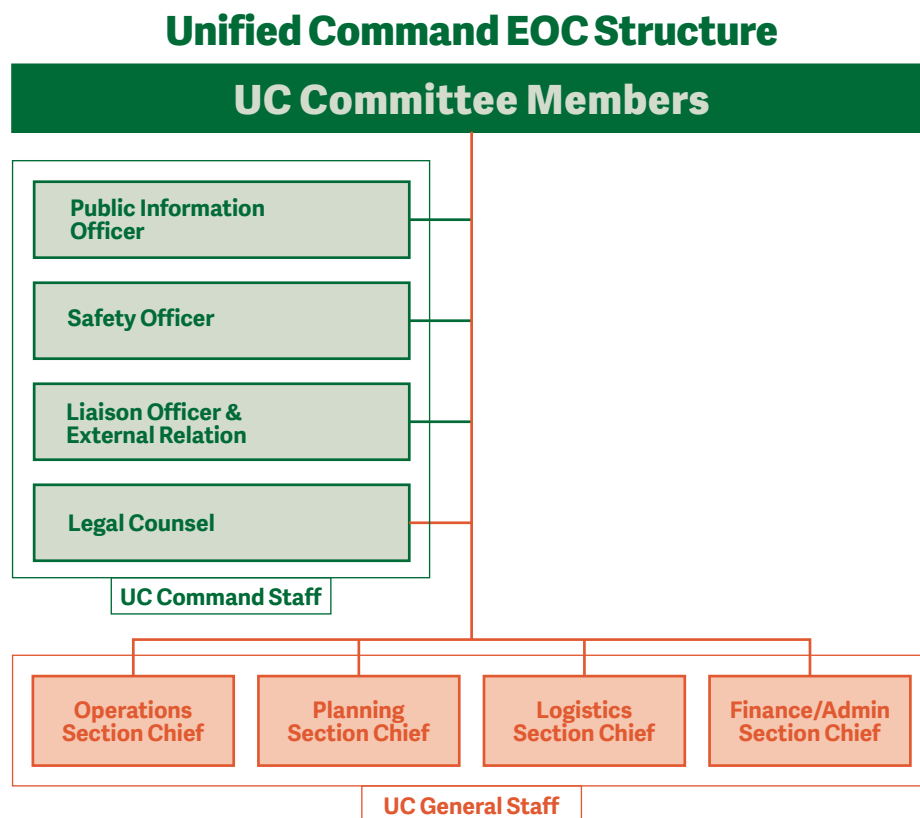 Unified Command EOC Structure
UC Committee Members
Public Information
Officer
Safety Officer
Liaison Officer &
External Relation
Legal Counsel
UC Command Staff
Operations
Section Chief
Planning
Section Chief
Logistics
Section Chief
Finance/Admin
Section Chief
UC General Staff